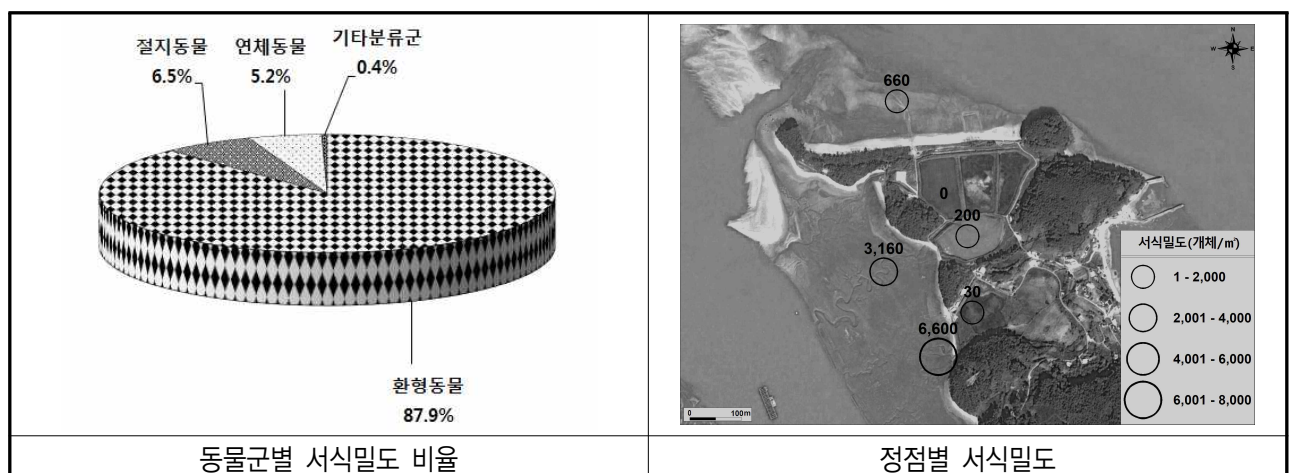 절지동물 연체동물 기타분류군
6.5% 5.2% 0.4%
환형동물
87.9%
동물군별 서식밀도 비율
N
W E
S
660
0
200
3,160
30
6,600
서식밀도(개체/㎡)
1 - 2,000
2,001 - 4,000
4,001 - 6,000
6,001 - 8,000
0 100m
정점별 서식밀도